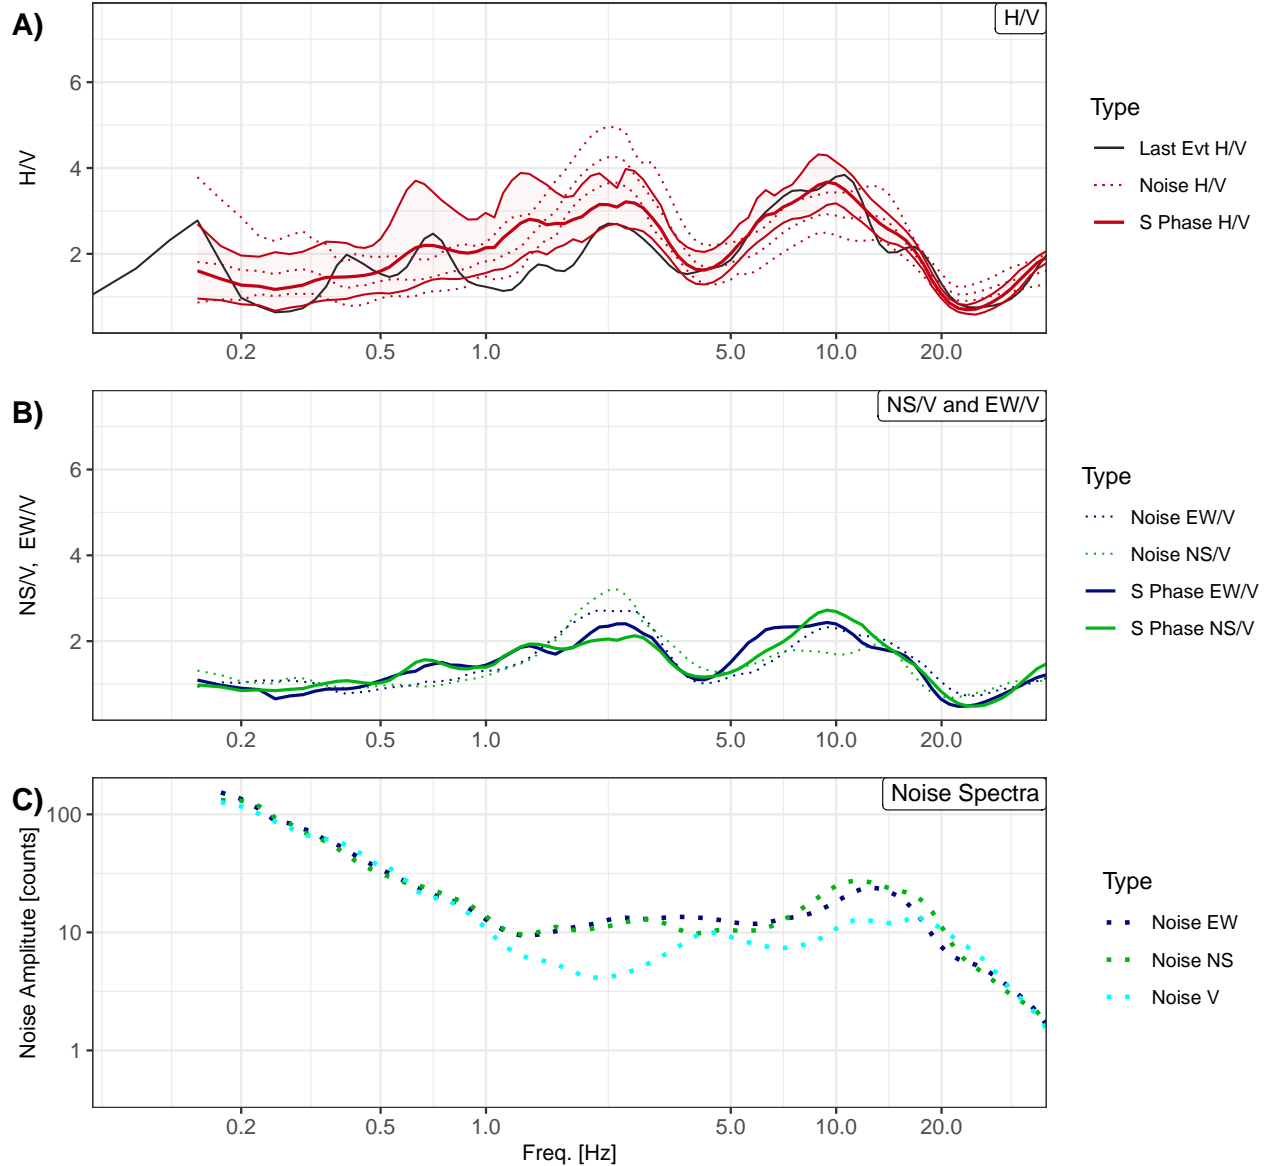 A)
H/V
6
4
2
H/V
0.2 0.5 1.0 5.0 10.0 20.0
Type
Last Evt H/V
Noise H/V
S Phase H/V
B)
NS/V and EW/V
6
4
2
NS/V, EW/V
0.2 0.5 1.0 5.0 10.0 20.0
Type
Noise EW/V
Noise NS/V
S Phase EW/V
S Phase NS/V
C)
Noise Spectra
100
10
1
Noise Amplitute [counts]
0.2 0.5 1.0 5.0 10.0 20.0
Freq. [Hz]
Type
Noise EW
Noise NS
Noise V